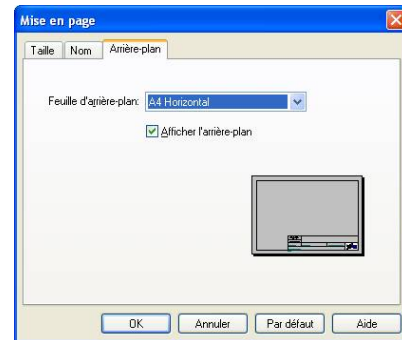 Mise en page
Taille Nom Arrière-plan
Feuille d'arrière-plan: A4 Horizontal
Afficher l'arrière-plan
OK Annuler Par défaut Aide